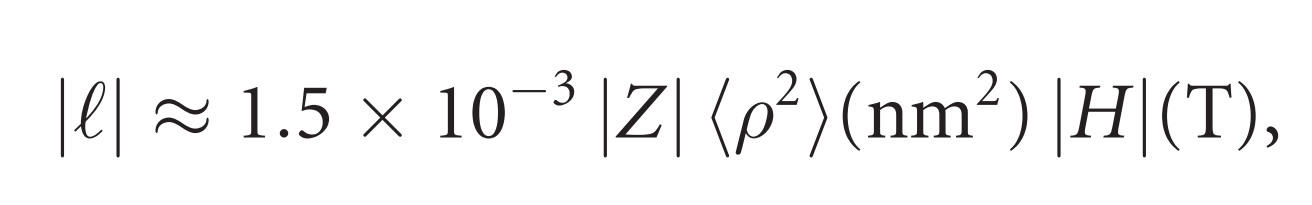 |ℓ| ≈ 1.5 × 10⁻³ |Z| ⟨ρ²⟩(nm²) |H|(T),